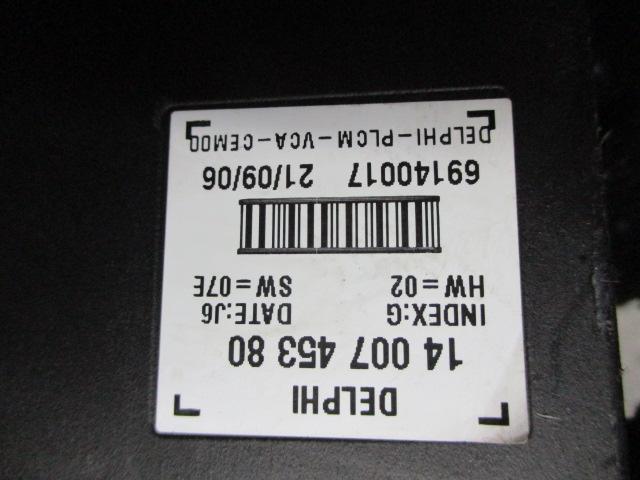 DELPHI
14 007 453 80
INDEX:G DATE:J6
HW=02 SW=07E
69140017 21/09/06
DELPHI-PLCM-VCA-CEM00